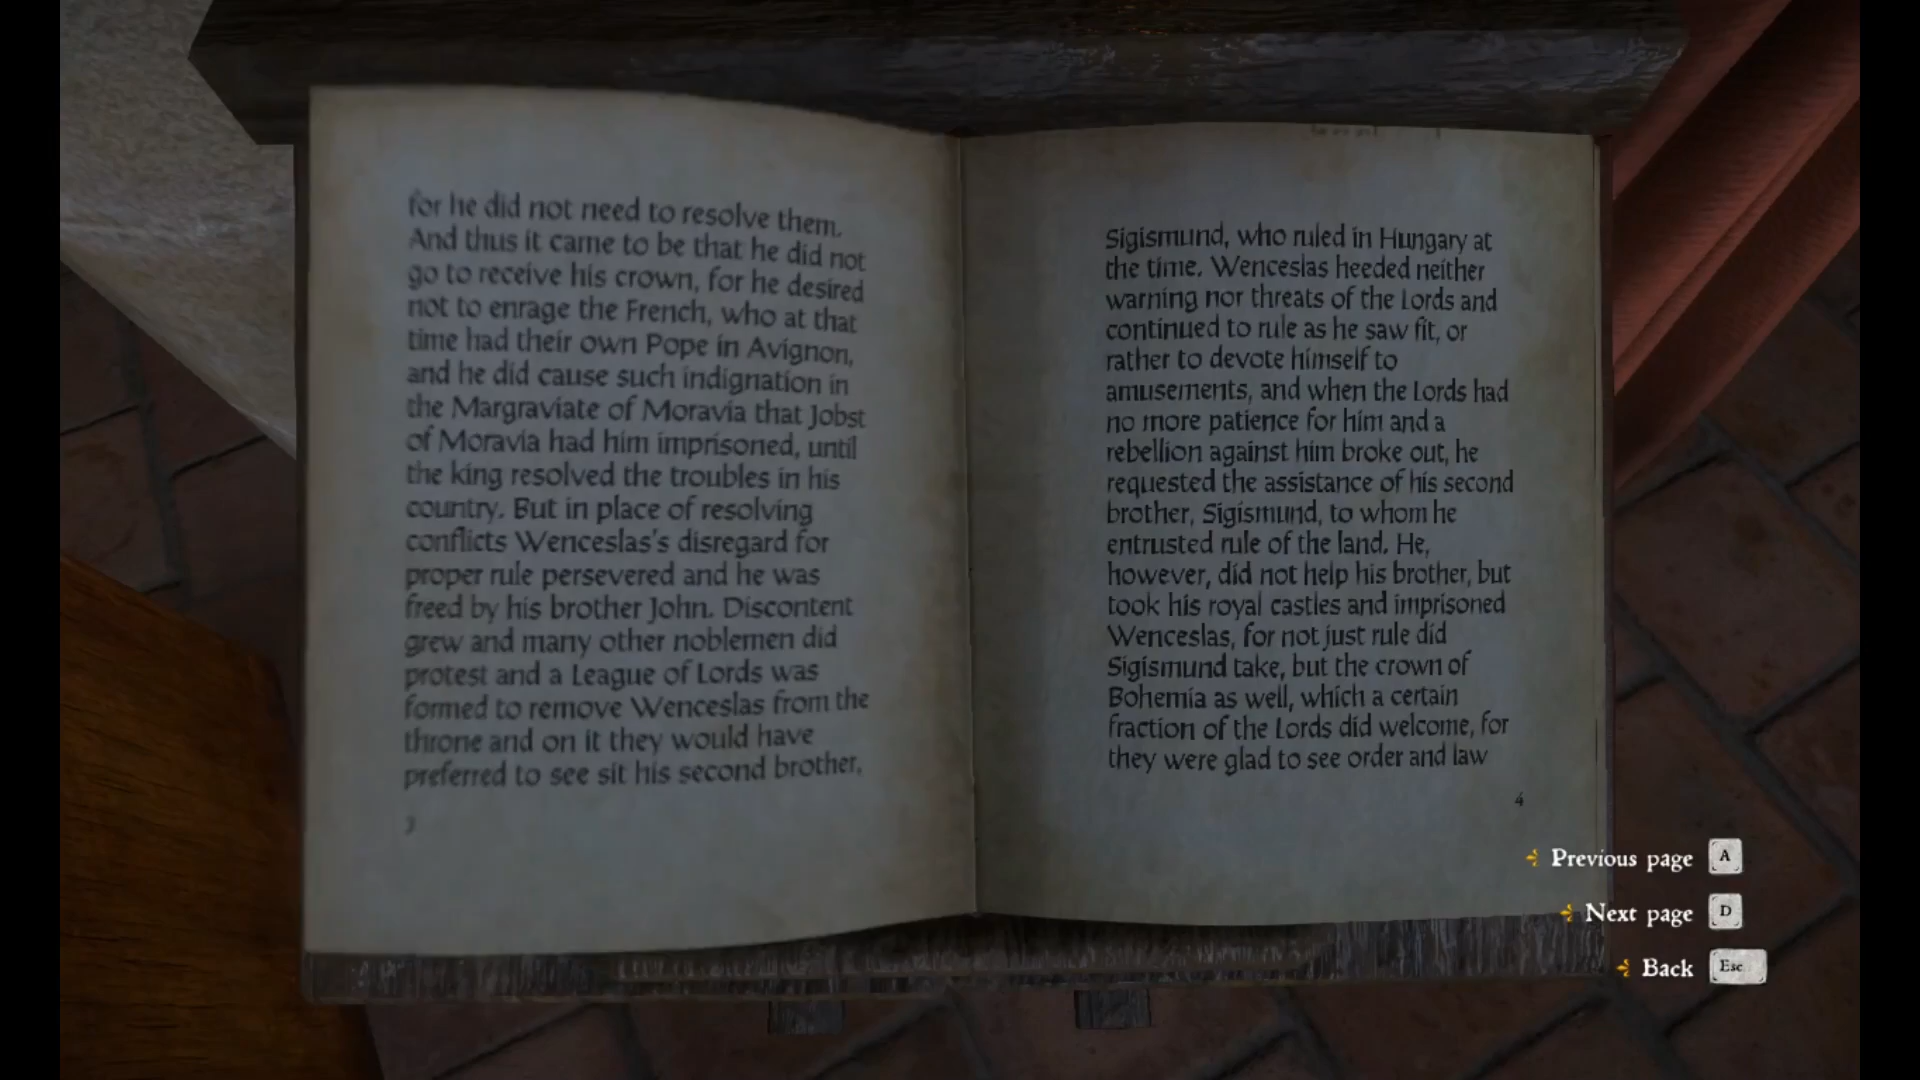 for he did not need to resolve them.
And thus it came to be that he did not
go to receive his crown, for he desired
not to enrage the French, who at that
time had their own Pope in Avignon,
and he did cause such indignation in
the Margraviate of Moravia that Jobst
of Moravia had him imprisoned, until
the king resolved the troubles in his
country. But in place of resolving
conflicts Wenceslas's disregard for
proper rule persevered and he was
freed by his brother John. Discontent
grew and many other noblemen did
protest and a League of Lords was
formed to remove Wenceslas from the
throne and on it they would have
preferred to see sit his second brother,
3
Sigismund, who ruled in Hungary at
the time. Wenceslas heeded neither
warning nor threats of the Lords and
continued to rule as he saw fit, or
rather to devote himself to
amusements, and when the Lords had
no more patience for him and a
rebellion against him broke out, he
requested the assistance of his second
brother, Sigismund, to whom he
entrusted rule of the land. He,
however, did not help his brother, but
took his royal castles and imprisoned
Wenceslas, for not just rule did
Sigismund take, but the crown of
Bohemia as well, which a certain
fraction of the Lords did welcome, for
they were glad to see order and law
4
Previous page A
Next page D
Back Esc